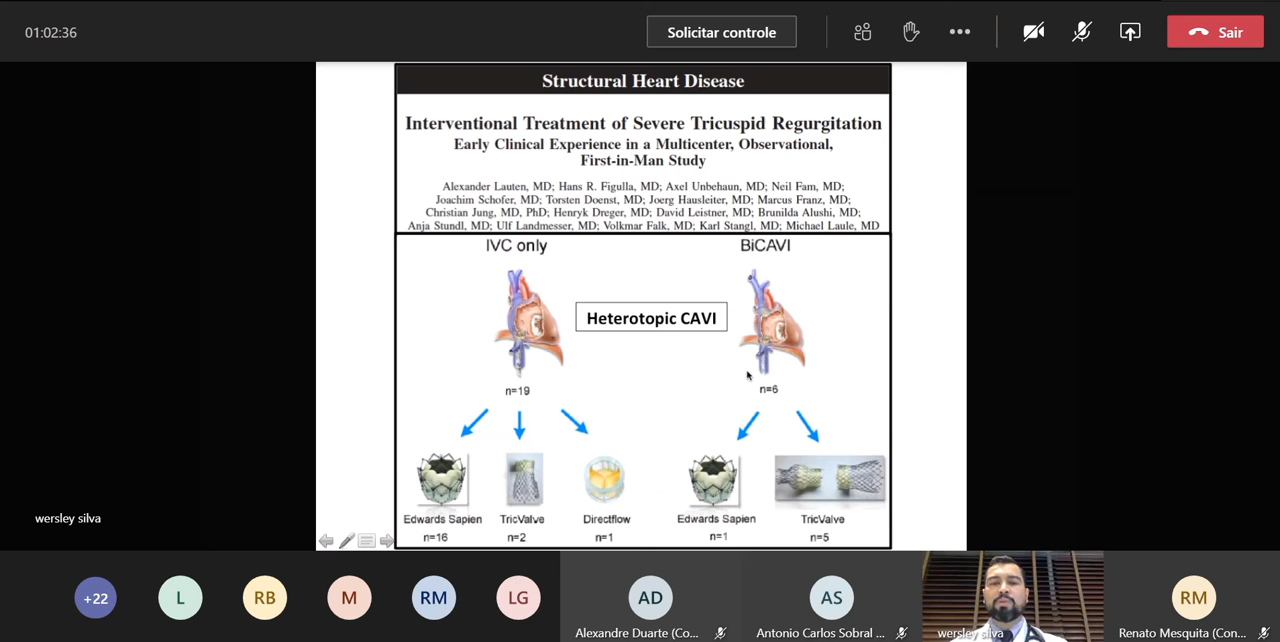 01:02:36
Solicitar controle
Sair
Structural Heart Disease
Interventional Treatment of Severe Tricuspid Regurgitation
Early Clinical Experience in a Multicenter, Observational,
First-in-Man Study
Alexander Lauten, MD; Hans R. Figulla, MD; Axel Unbehaun, MD; Neil Fam, MD;
Joachim Schofer, MD; Torsten Doenst, MD; Joerg Hausleiter, MD; Marcus Franz, MD;
Christian Jung, MD, PhD; Henryk Dreger, MD; David Leistner, MD; Brunilda Alushi, MD;
Anja Stundl, MD; Ulf Landmesser, MD; Volkmar Falk, MD; Karl Stangl, MD; Michael Laule, MD
IVC only
BiCAVI
Heterotopic CAVI
n=19
n=6
Edwards Sapien
TricValve
Directflow
Edwards Sapien
TricValve
n=16
n=2
n=1
n=1
n=5
wersley silva
+22
L
RB
M
RM
LG
AD
AS
RM
Alexandre Duarte (Co...
Antonio Carlos Sobral ...
wersley silva
Renato Mesquita (Con...